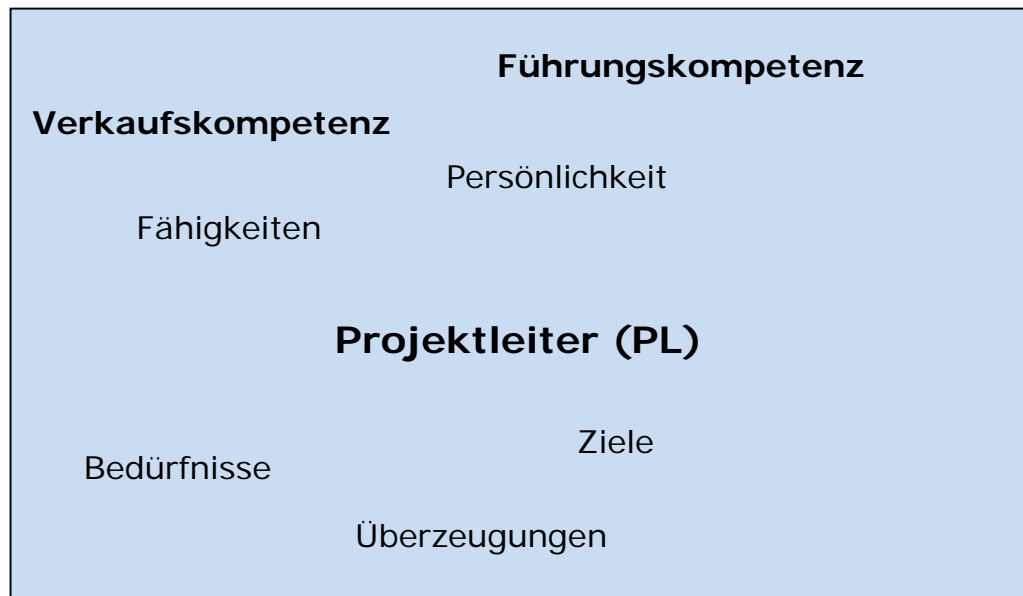 Führungskompetenz
Verkaufskompetenz
Persönlichkeit
Fähigkeiten
Projektleiter (PL)
Ziele
Bedürfnisse
Überzeugungen